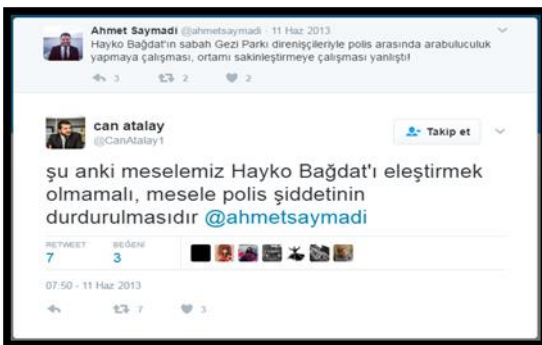 Ahmet Saymadi @ahmetsaymadi · 11 Haz 2013
Hayko Bağdat'ın sabah Gezi Parkı direnişçileriyle polis arasında arabuluculuk
yapmaya çalışması, ortamı sakinleştirmeye çalışması yanlıştı!
3 2 2
can atalay
@CanAtalay1
Takip et
şu anki meselemiz Hayko Bağdat'ı eleştirmek
olmamalı, mesele polis şiddetinin
durdurulmasıdır @ahmetsaymadi
RETWEET BEĞENİ
7 3
07:50 - 11 Haz 2013
7 3